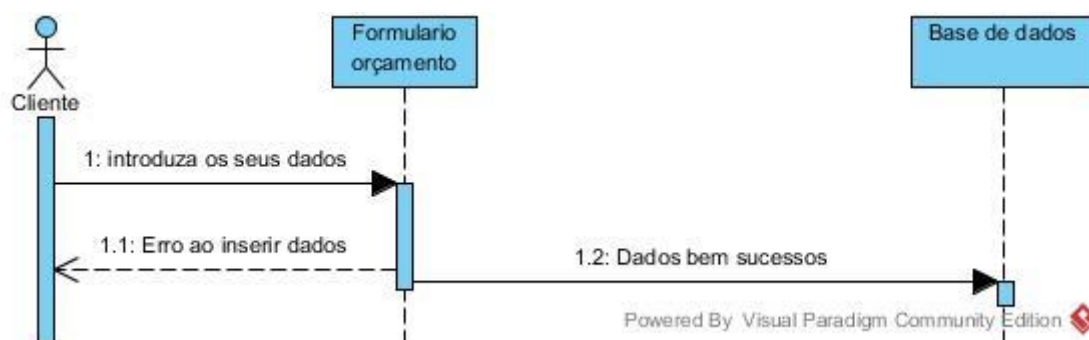 Formulario
orçamento
Base de dados
Cliente
1: introduza os seus dados
1.1: Erro ao inserir dados
1.2: Dados bem sucessos
Powered By Visual Paradigm Community Edition